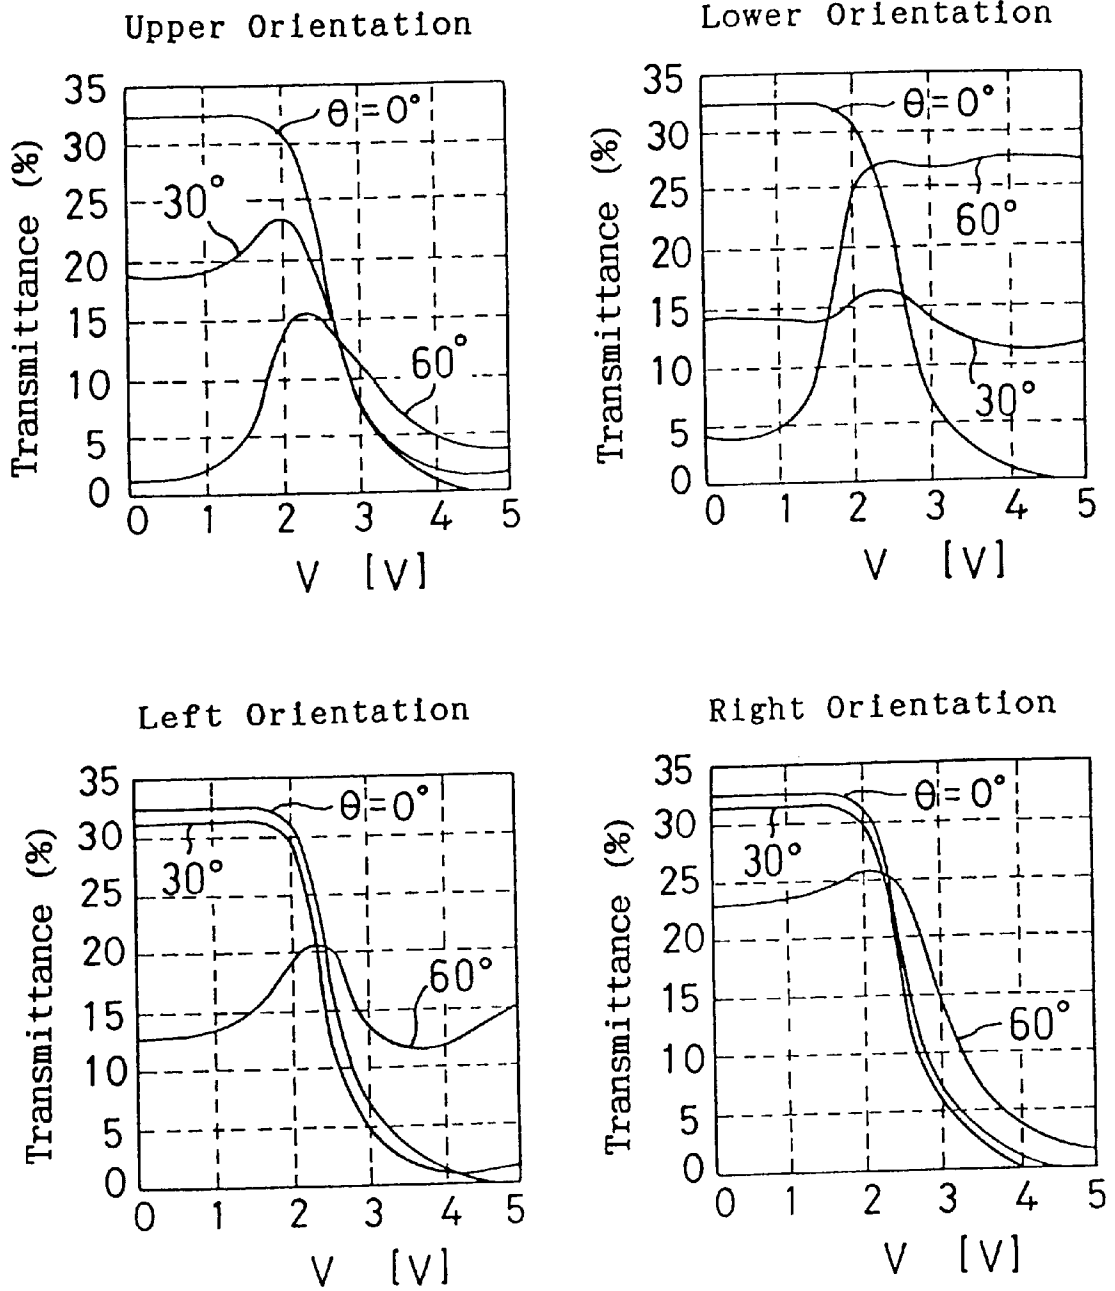 Upper Orientation
Transmittance (%)
35
30
25
20
15
10
5
0
θ=0°
30°
60°
0 1 2 3 4 5
V [V]
Lower Orientation
Transmittance (%)
35
30
25
20
15
10
5
0
θ=0°
60°
30°
0 1 2 3 4 5
V [V]
Left Orientation
Transmittance (%)
35
30
25
20
15
10
5
0
θ=0°
30°
60°
0 1 2 3 4 5
V [V]
Right Orientation
Transmittance (%)
35
30
25
20
15
10
5
0
θ=0°
30°
60°
0 1 2 3 4 5
V [V]